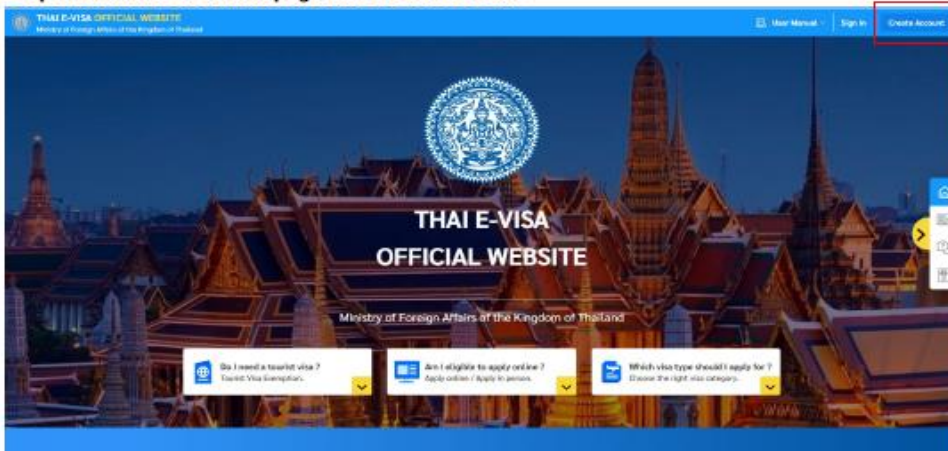 THAI E-VISA OFFICIAL WEBSITE
Ministry of Foreign Affairs of the Kingdom of Thailand
User Manual
Sign in
Create Account
THAI E-VISA
OFFICIAL WEBSITE
Ministry of Foreign Affairs of the Kingdom of Thailand
Do I need a tourist visa ?
Tourist Visa Exemption.
Am I eligible to apply online ?
Apply online / Apply in person.
Which visa type should I apply for ?
Choose the right visa category.